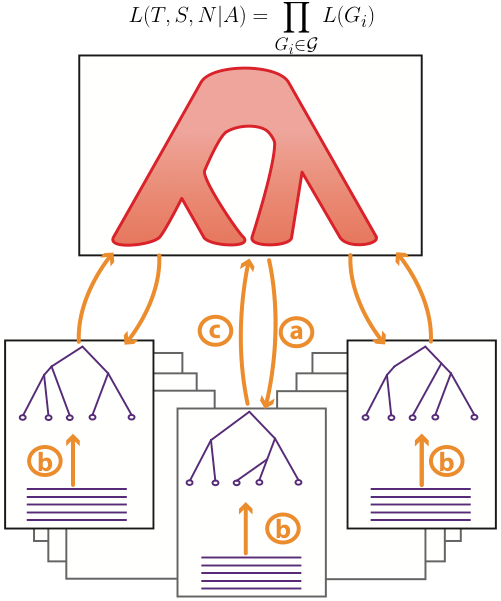 L(T, S, N|A) = ∏ L(G_i)
G_i∈𝒢
c
a
b
b
b